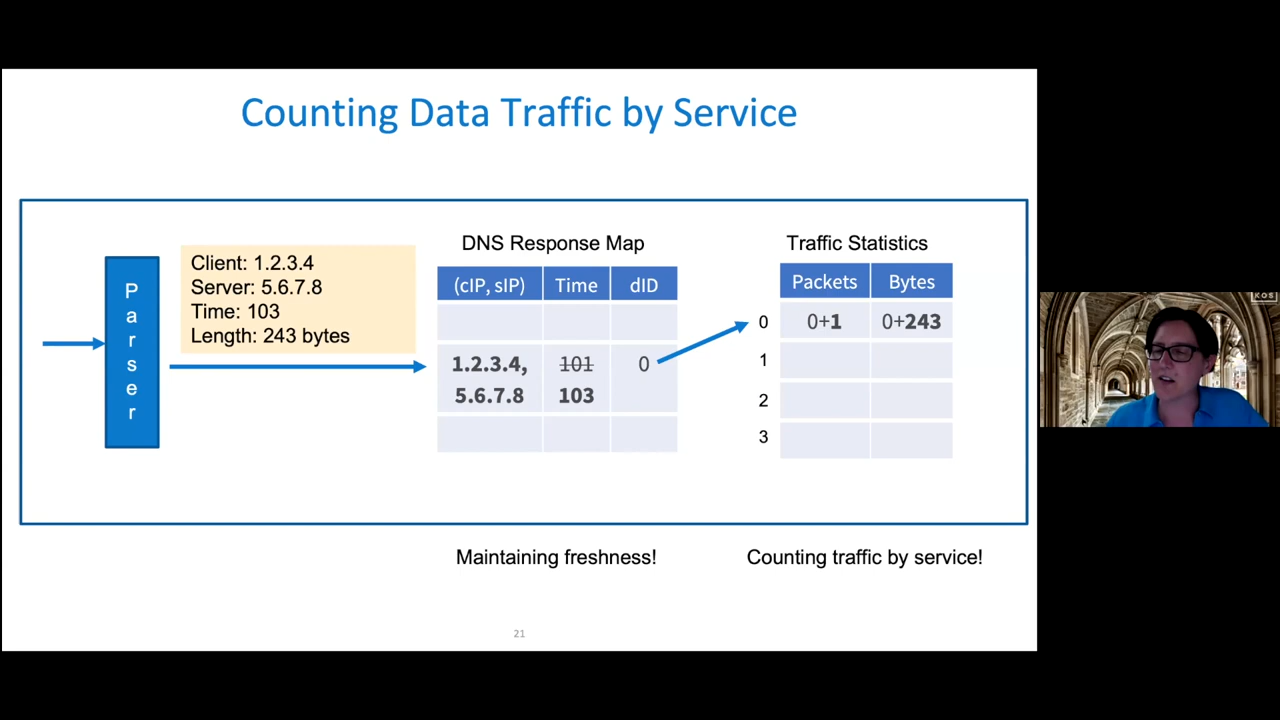 Counting Data Traffic by Service
Parser
Client: 1.2.3.4
Server: 5.6.7.8
Time: 103
Length: 243 bytes
DNS Response Map
(cIP, sIP) Time dID
1.2.3.4, 101 0
5.6.7.8 103
Traffic Statistics
Packets Bytes
0 0+1 0+243
1
2
3
Maintaining freshness!
Counting traffic by service!
21
KOS